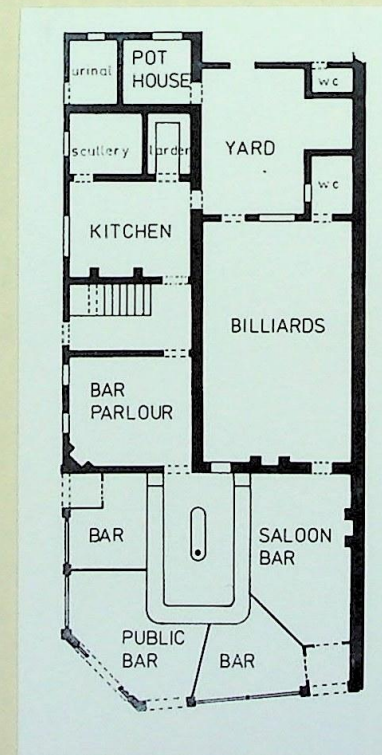 urinal
POT
HOUSE
wc
scullery
larder
YARD
wc
KITCHEN
BILLIARDS
BAR
PARLOUR
BAR
SALOON
BAR
PUBLIC
BAR
BAR